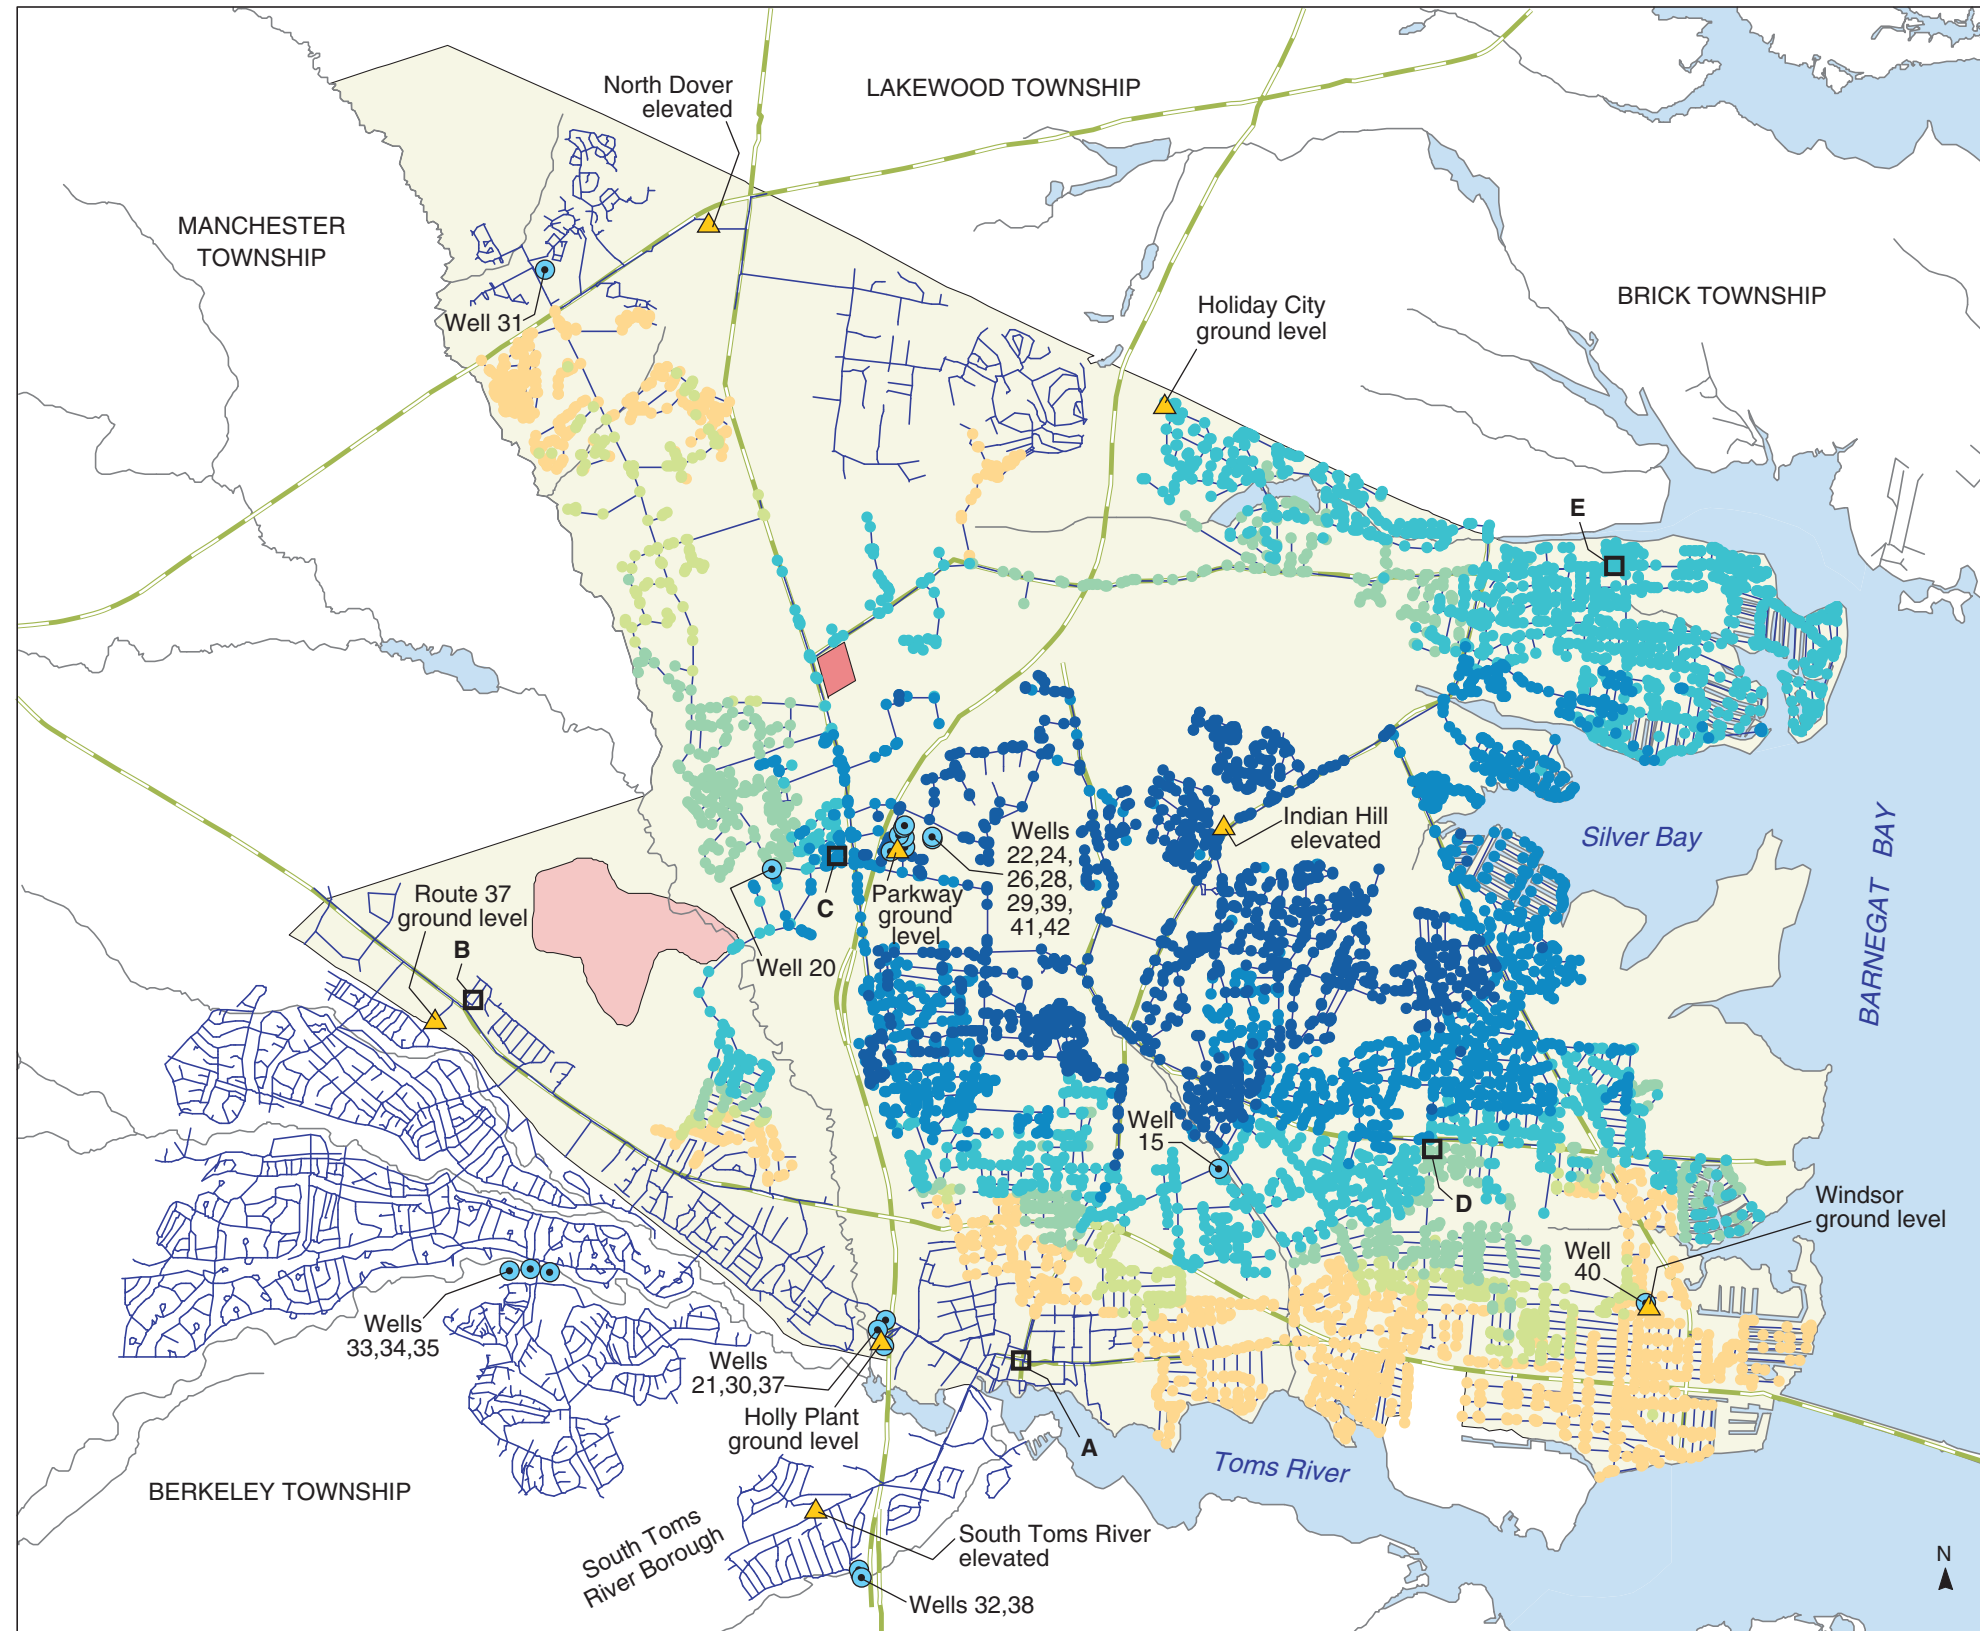 North Dover
elevated
LAKEWOOD TOWNSHIP
MANCHESTER
TOWNSHIP
Well 31
Holiday City
ground level
BRICK TOWNSHIP
E
Silver Bay
BARNEGAT BAY
Indian Hill
elevated
Wells
22,24,
26,28,
29,39,
41,42
Parkway
ground
level
C
Well 20
Route 37
ground level
B
Well
15
D
Windsor
ground level
Well
40
Wells
33,34,35
Wells
21,30,37
Holly Plant
ground level
A
Toms River
BERKELEY TOWNSHIP
South Toms
River Borough
South Toms River
elevated
Wells 32,38
N